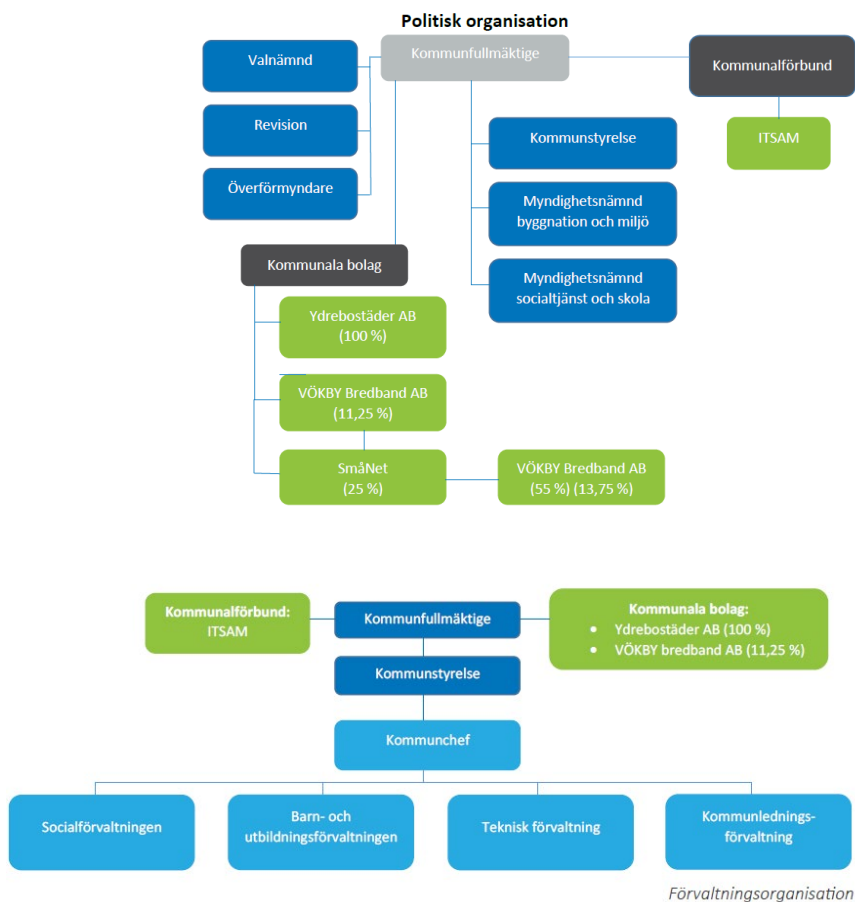 Politisk organisation
Kommunfullmäktige
Valnämnd
Kommunalförbund
Revision
Kommunstyrelse
ITSAM
Överförmyndare
Myndighetsnämnd
byggnation och miljö
Kommunala bolag
Myndighetsnämnd
socialtjänst och skola
Ydrebostäder AB
(100 %)
VÖKBY Bredband AB
(11,25 %)
SmåNet
(25 %)
VÖKBY Bredband AB
(55 %) (13,75 %)
Kommunalförbund:
ITSAM
Kommunfullmäktige
Kommunala bolag:
• Ydrebostäder AB (100 %)
• VÖKBY bredband AB (11,25 %)
Kommunstyrelse
Kommunchef
Socialförvaltningen
Barn- och
utbildningsförvaltningen
Teknisk förvaltning
Kommunlednings-
förvaltning
Förvaltningsorganisation